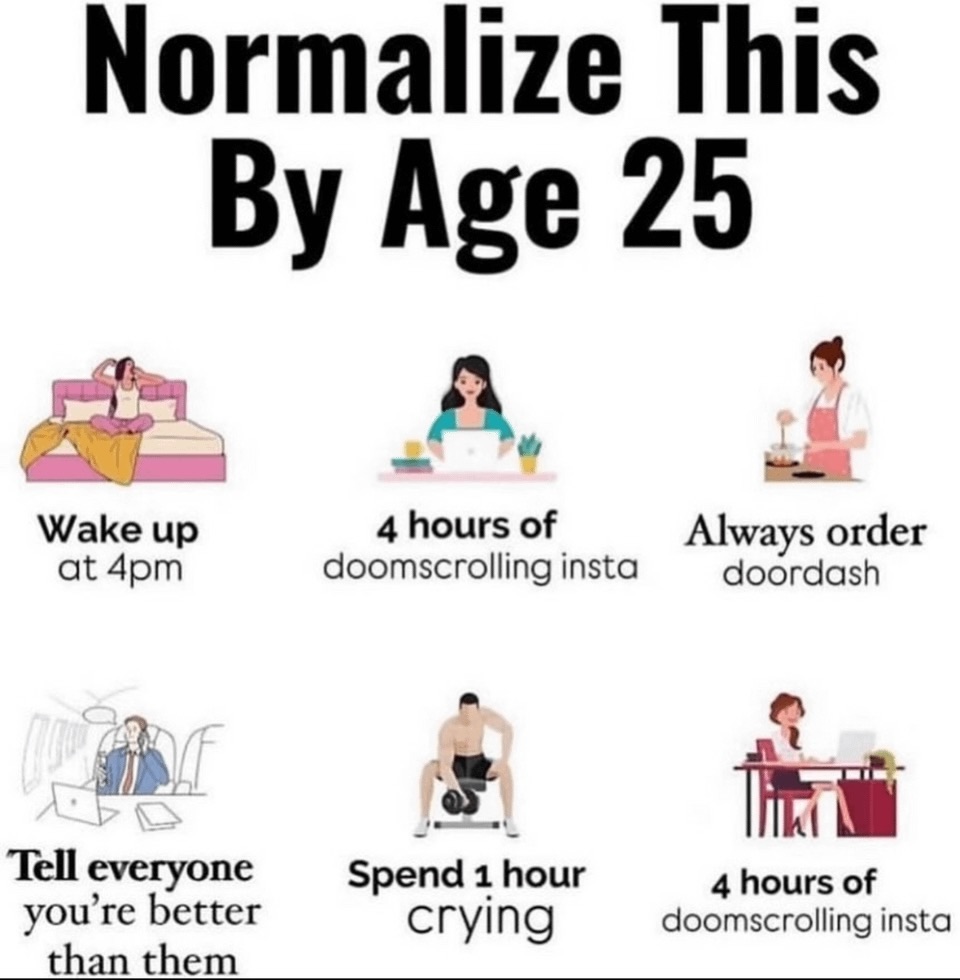 Normalize This
By Age 25
Wake up
at 4pm
4 hours of
doomscrolling insta
Always order
doordash
Tell everyone
you're better
than them
Spend 1 hour
crying
4 hours of
doomscrolling insta